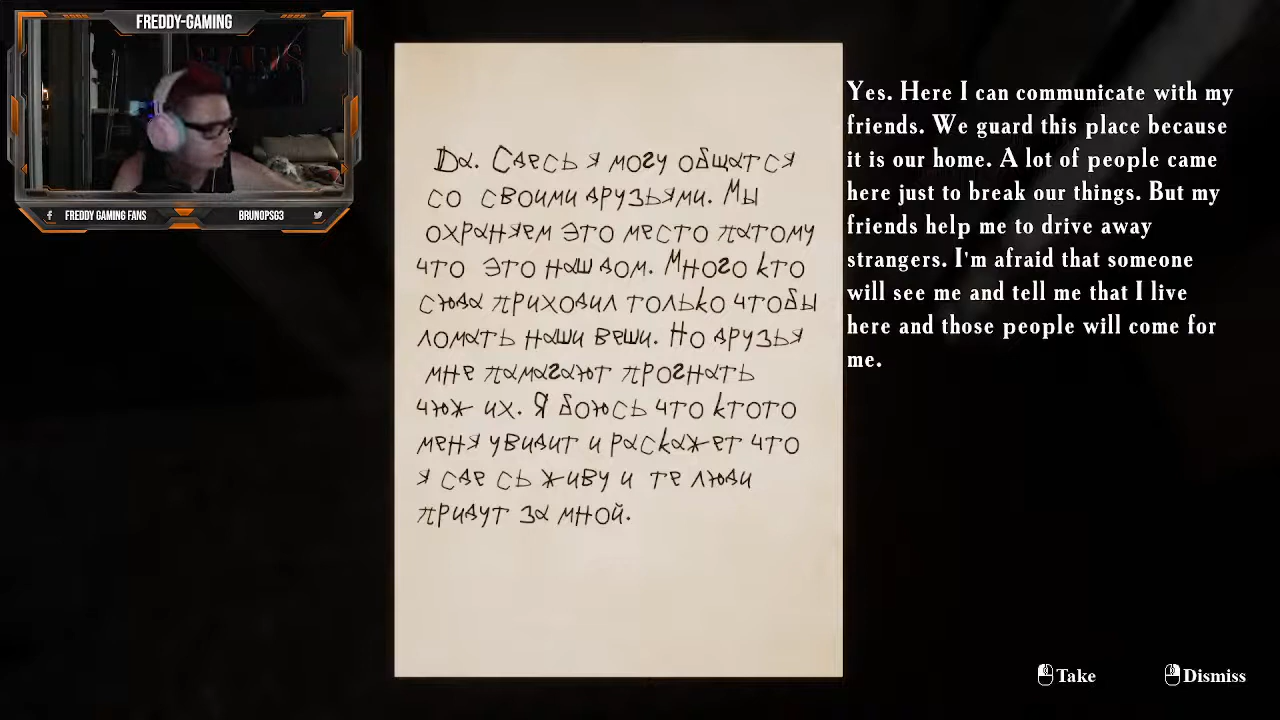 FREDDY-GAMING
FREDDY GAMING FANS
BRUNOPSG3
Да. Сдесь я могу общатся
со своими друзьями. Мы
охраняем это место патому
что это наш дом. Много кто
сюда приходил только чтобы
ломать наши веши. Но друзья
мне памагают прогнать
чюж их. Я боюсь что ктото
меня увидит и раскажет что
я сде сь живу и те люди
придут за мной.
Yes. Here I can communicate with my
friends. We guard this place because
it is our home. A lot of people came
here just to break our things. But my
friends help me to drive away
strangers. I'm afraid that someone
will see me and tell me that I live
here and those people will come for
me.
Take
Dismiss